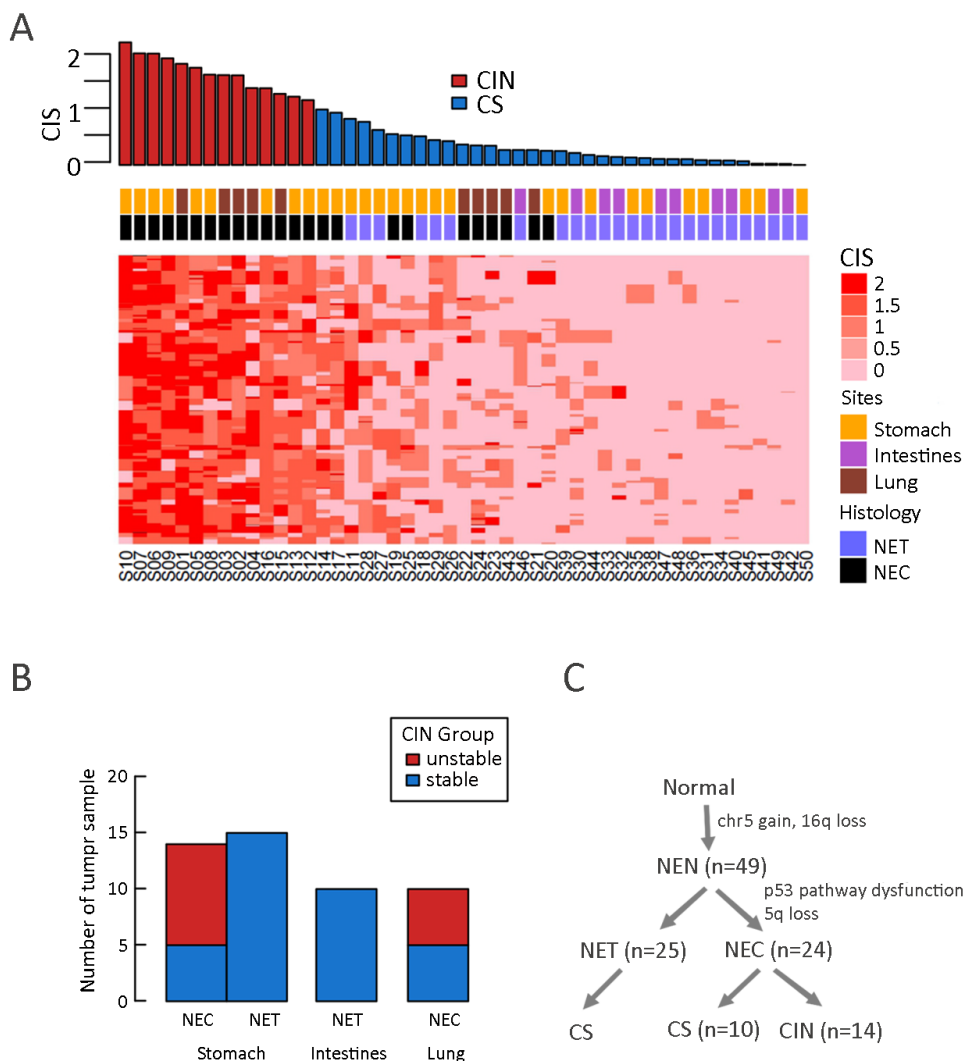 A
CIS
2
1
0
CIN
CS
CIS
2
1.5
1
0.5
0
Sites
Stomach
Intestines
Lung
Histology
NET
NEC
S10 S07 S06 S09 S01 S05 S08 S03 S02 S04 S16 S15 S13 S12 S14 S17 S11 S28 S27 S19 S25 S18 S29 S26 S22 S24 S23 S43 S46 S21 S20 S39 S30 S44 S33 S32 S35 S38 S47 S48 S36 S31 S34 S40 S45 S41 S49 S42 S50
B
CIN Group
unstable
stable
Number of tumpr sample
20
15
10
5
0
NEC NET NET NEC
Stomach Intestines Lung
C
Normal
chr5 gain, 16q loss
NEN (n=49)
p53 pathway dysfunction
5q loss
NET (n=25) NEC (n=24)
CS CS (n=10) CIN (n=14)